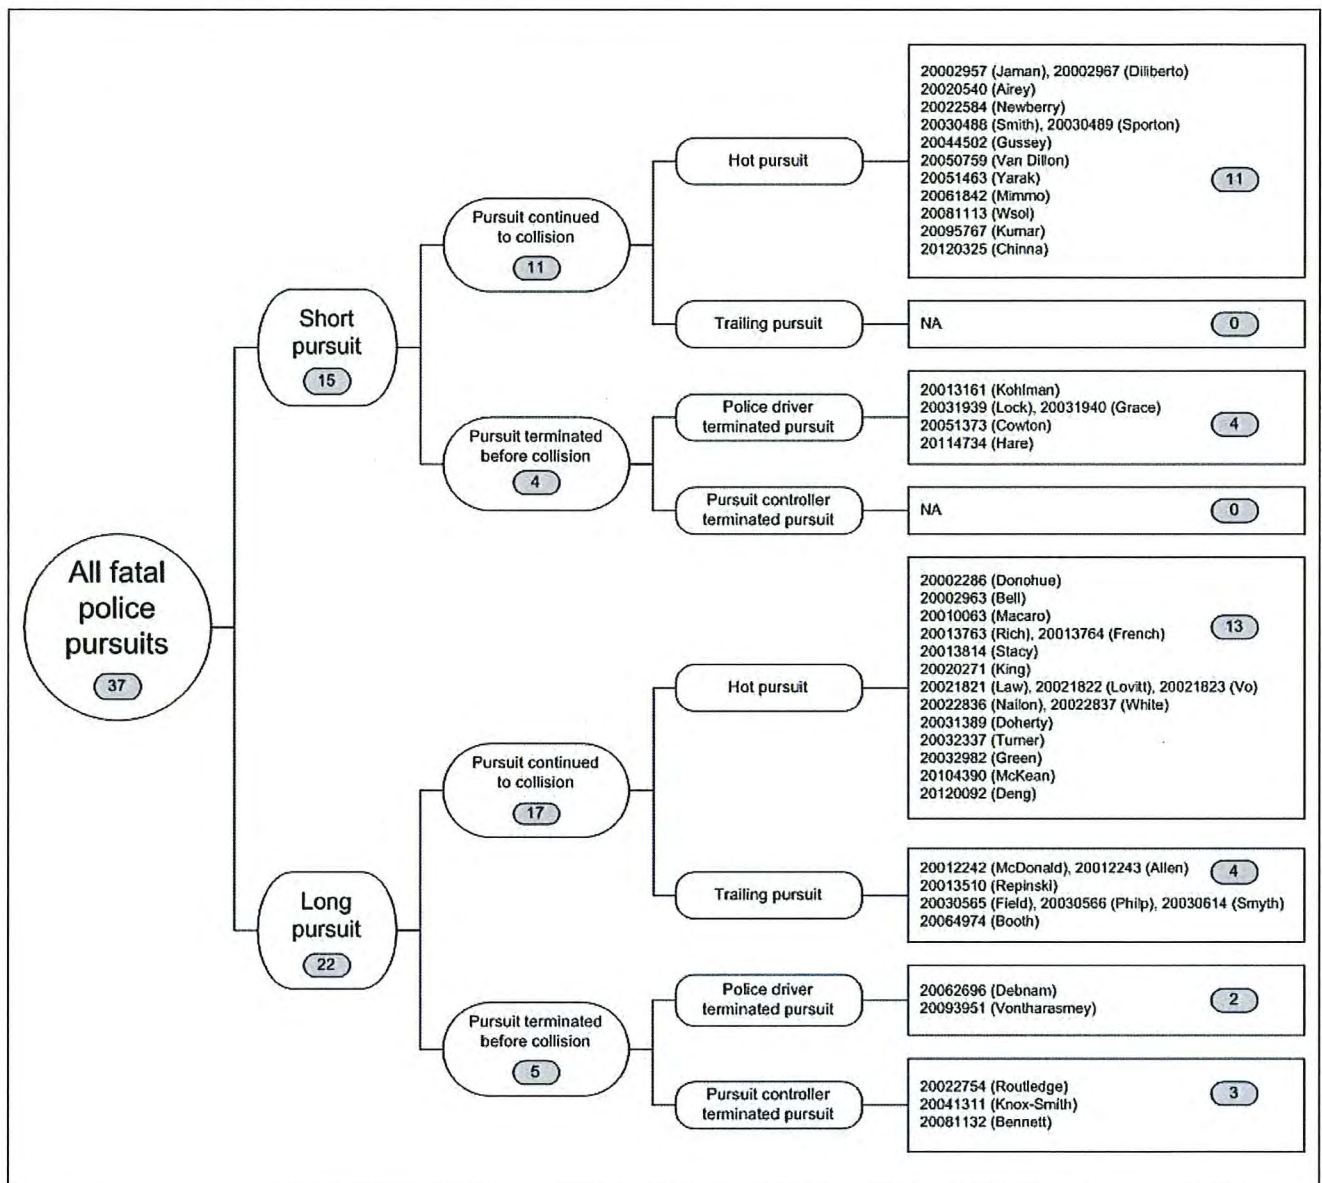 All fatal
police
pursuits
37
Short
pursuit
15
Pursuit continued
to collision
11
Hot pursuit
20002957 (Jaman), 20002967 (Diliberto)
20020540 (Airey)
20022584 (Newberry)
20030488 (Smith), 20030489 (Sporton)
20044502 (Gussey)
20050759 (Van Dillon)
20051463 (Yarak)
20061842 (Mimmo)
20081113 (Wsol)
20095767 (Kumar)
20120325 (Chinna)
11
Trailing pursuit
NA
0
Pursuit terminated
before collision
4
Police driver
terminated pursuit
20013161 (Kohlman)
20031939 (Lock), 20031940 (Grace)
20051373 (Cowton)
20114734 (Hare)
4
Pursuit controller
terminated pursuit
NA
0
Long
pursuit
22
Pursuit continued
to collision
17
Hot pursuit
20002286 (Donohue)
20002963 (Bell)
20010063 (Macaro)
20013763 (Rich), 20013764 (French)
20013814 (Stacy)
20020271 (King)
20021821 (Law), 20021822 (Lovitt), 20021823 (Vo)
20022836 (Nailon), 20022837 (White)
20031389 (Doherty)
20032337 (Turner)
20032982 (Green)
20104390 (McKean)
20120092 (Deng)
13
Trailing pursuit
20012242 (McDonald), 20012243 (Allen)
20013510 (Repinski)
20030565 (Field), 20030566 (Philp), 20030614 (Smyth)
20064974 (Booth)
4
Pursuit terminated
before collision
5
Police driver
terminated pursuit
20062696 (Debnam)
20093951 (Vontharasmey)
2
Pursuit controller
terminated pursuit
20022754 (Routledge)
20041311 (Knox-Smith)
20081132 (Bennett)
3